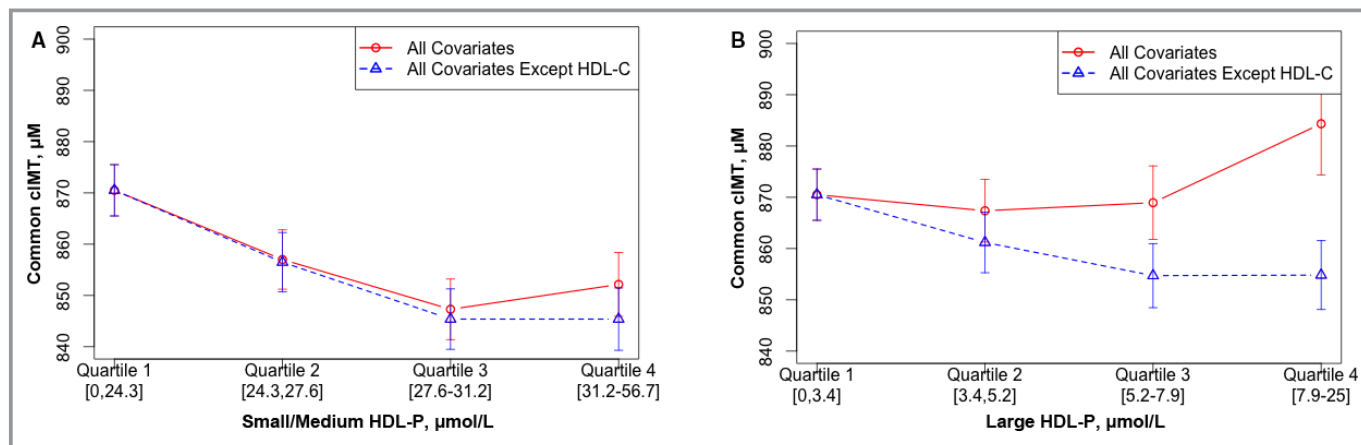 A
All Covariates
All Covariates Except HDL-C
Common cIMT, μM
900
890
880
870
860
850
840
Quartile 1
[0,24.3]
Quartile 2
[24.3,27.6]
Quartile 3
[27.6-31.2]
Quartile 4
[31.2-56.7]
Small/Medium HDL-P, μmol/L
B
All Covariates
All Covariates Except HDL-C
Common cIMT, μM
900
890
880
870
860
850
840
Quartile 1
[0,3.4]
Quartile 2
[3.4,5.2]
Quartile 3
[5.2-7.9]
Quartile 4
[7.9-25]
Large HDL-P, μmol/L